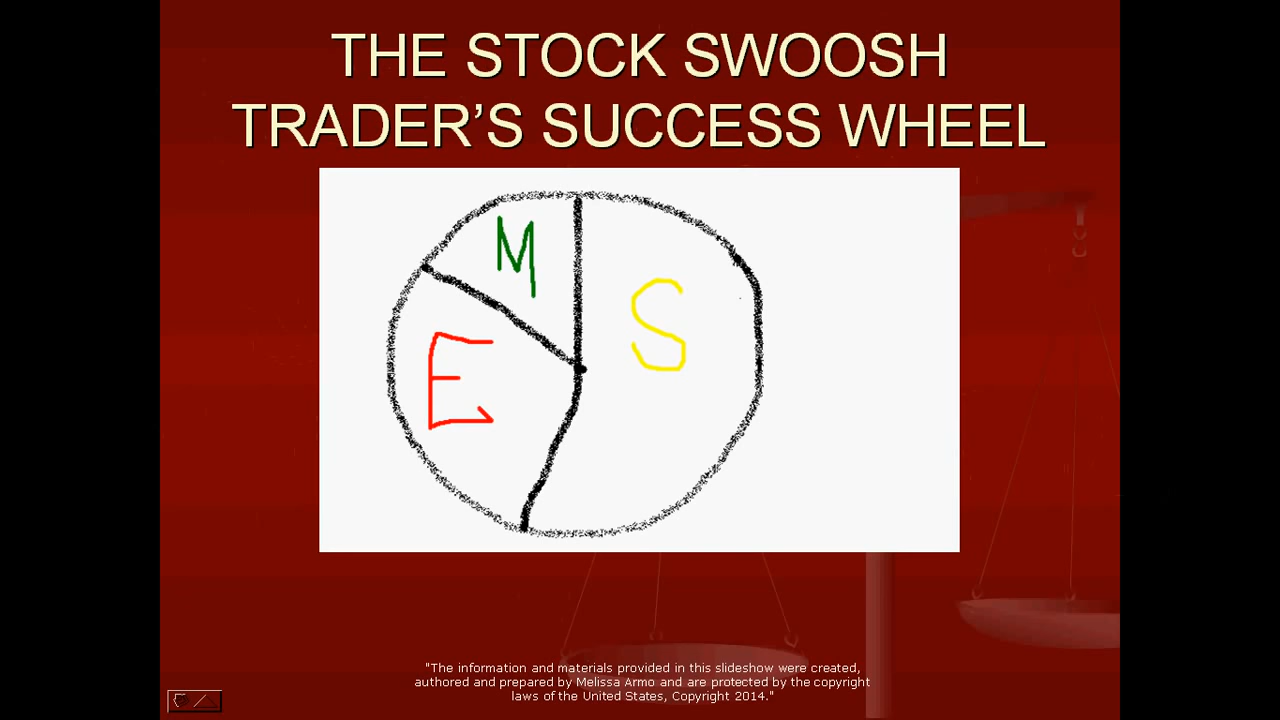 THE STOCK SWOOSH
TRADER'S SUCCESS WHEEL
M
S
E
"The information and materials provided in this slideshow were created,
authored and prepared by Melissa Armo and are protected by the copyright
laws of the United States, Copyright 2014."